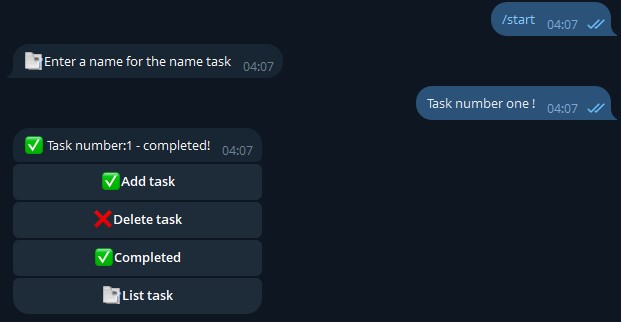 /start 04:07
Enter a name for the name task 04:07
Task number one ! 04:07
✅ Task number:1 - completed! 04:07
✅Add task
❌Delete task
✅Completed
List task